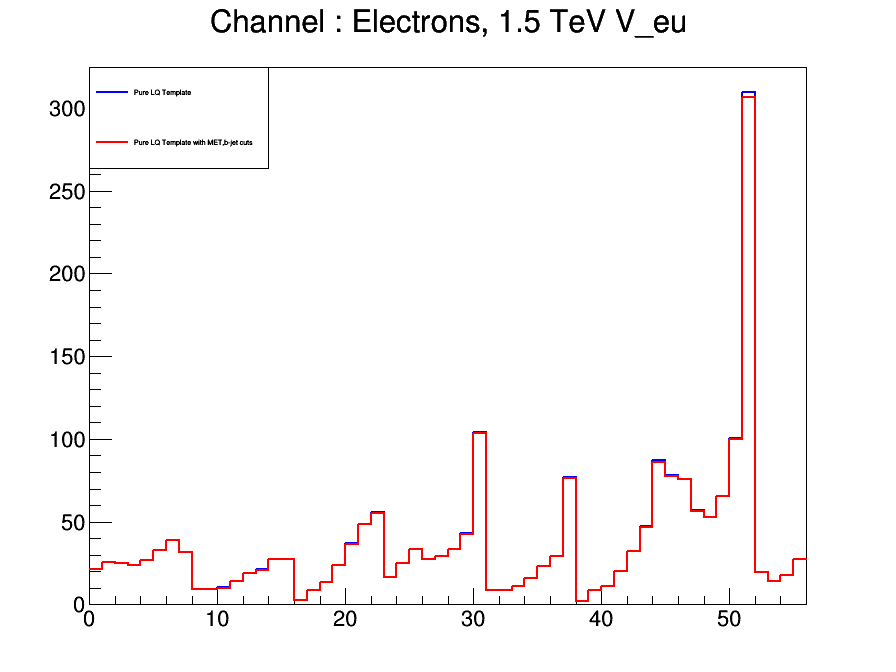 Channel : Electrons, 1.5 TeV V_eu
Pure LQ Template
Pure LQ Template with MET,b-jet cuts
300
250
200
150
100
50
0
0 10 20 30 40 50